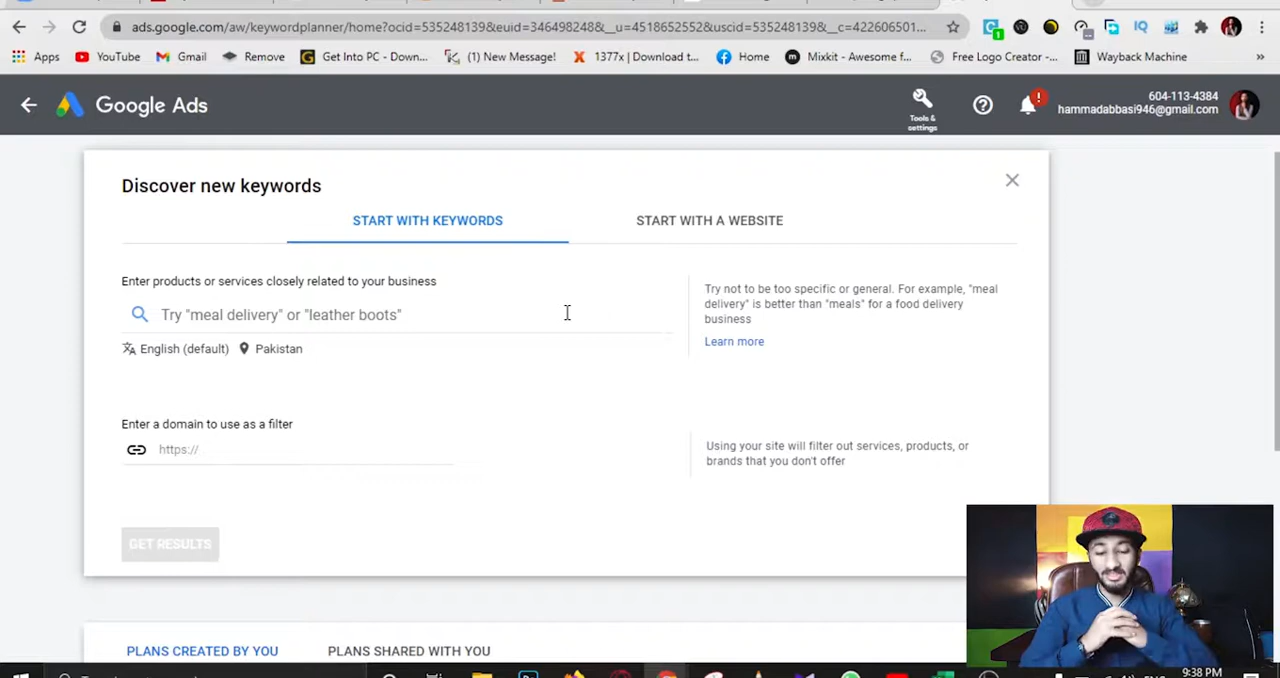 ads.google.com/aw/keywordplanner/home?ocid=535248139&euid=346498248&__u=4518652552&uscid=535248139&__c=422606501...
Apps YouTube Gmail Remove Get Into PC - Down... (1) New Message! 1377x | Download t... Home Mixkit - Awesome f... Free Logo Creator -... Wayback Machine »
Google Ads
Tools &
settings
604-113-4384
hammadabbasi946@gmail.com
Discover new keywords
START WITH KEYWORDS START WITH A WEBSITE
Enter products or services closely related to your business
Try "meal delivery" or "leather boots"
English (default) Pakistan
Try not to be too specific or general. For example, "meal
delivery" is better than "meals" for a food delivery
business
Learn more
Enter a domain to use as a filter
https://
Using your site will filter out services, products, or
brands that you don't offer
GET RESULTS
PLANS CREATED BY YOU PLANS SHARED WITH YOU
9:38 PM